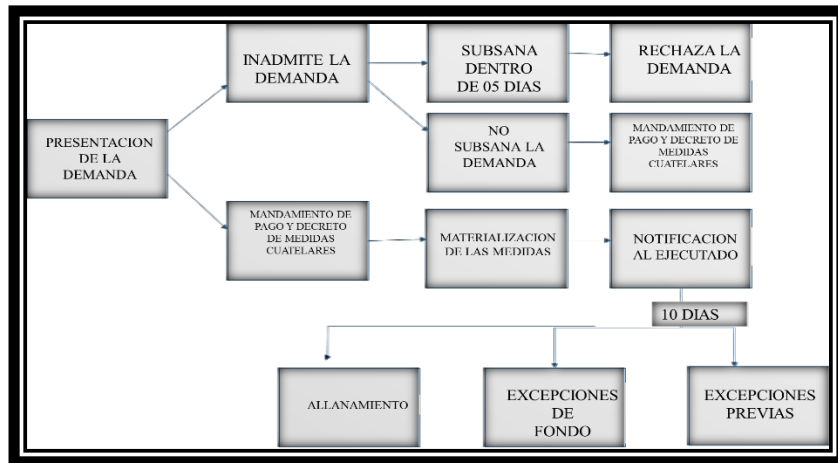 INADMITE LA
DEMANDA
SUBSANA
DENTRO
DE 05 DIAS
RECHAZA LA
DEMANDA
PRESENTACION
DE LA
DEMANDA
NO
SUBSANA LA
DEMANDA
MANDAMIENTO DE
PAGO Y DECRETO DE
MEDIDAS
CUATELARES
MANDAMIENTO DE
PAGO Y DECRETO
DE MEDIDAS
CUATELARES
MATERIALIZACION
DE LAS MEDIDAS
NOTIFICACION
AL EJECUTADO
10 DIAS
ALLANAMIENTO
EXCEPCIONES
DE
FONDO
EXCEPCIONES
PREVIAS